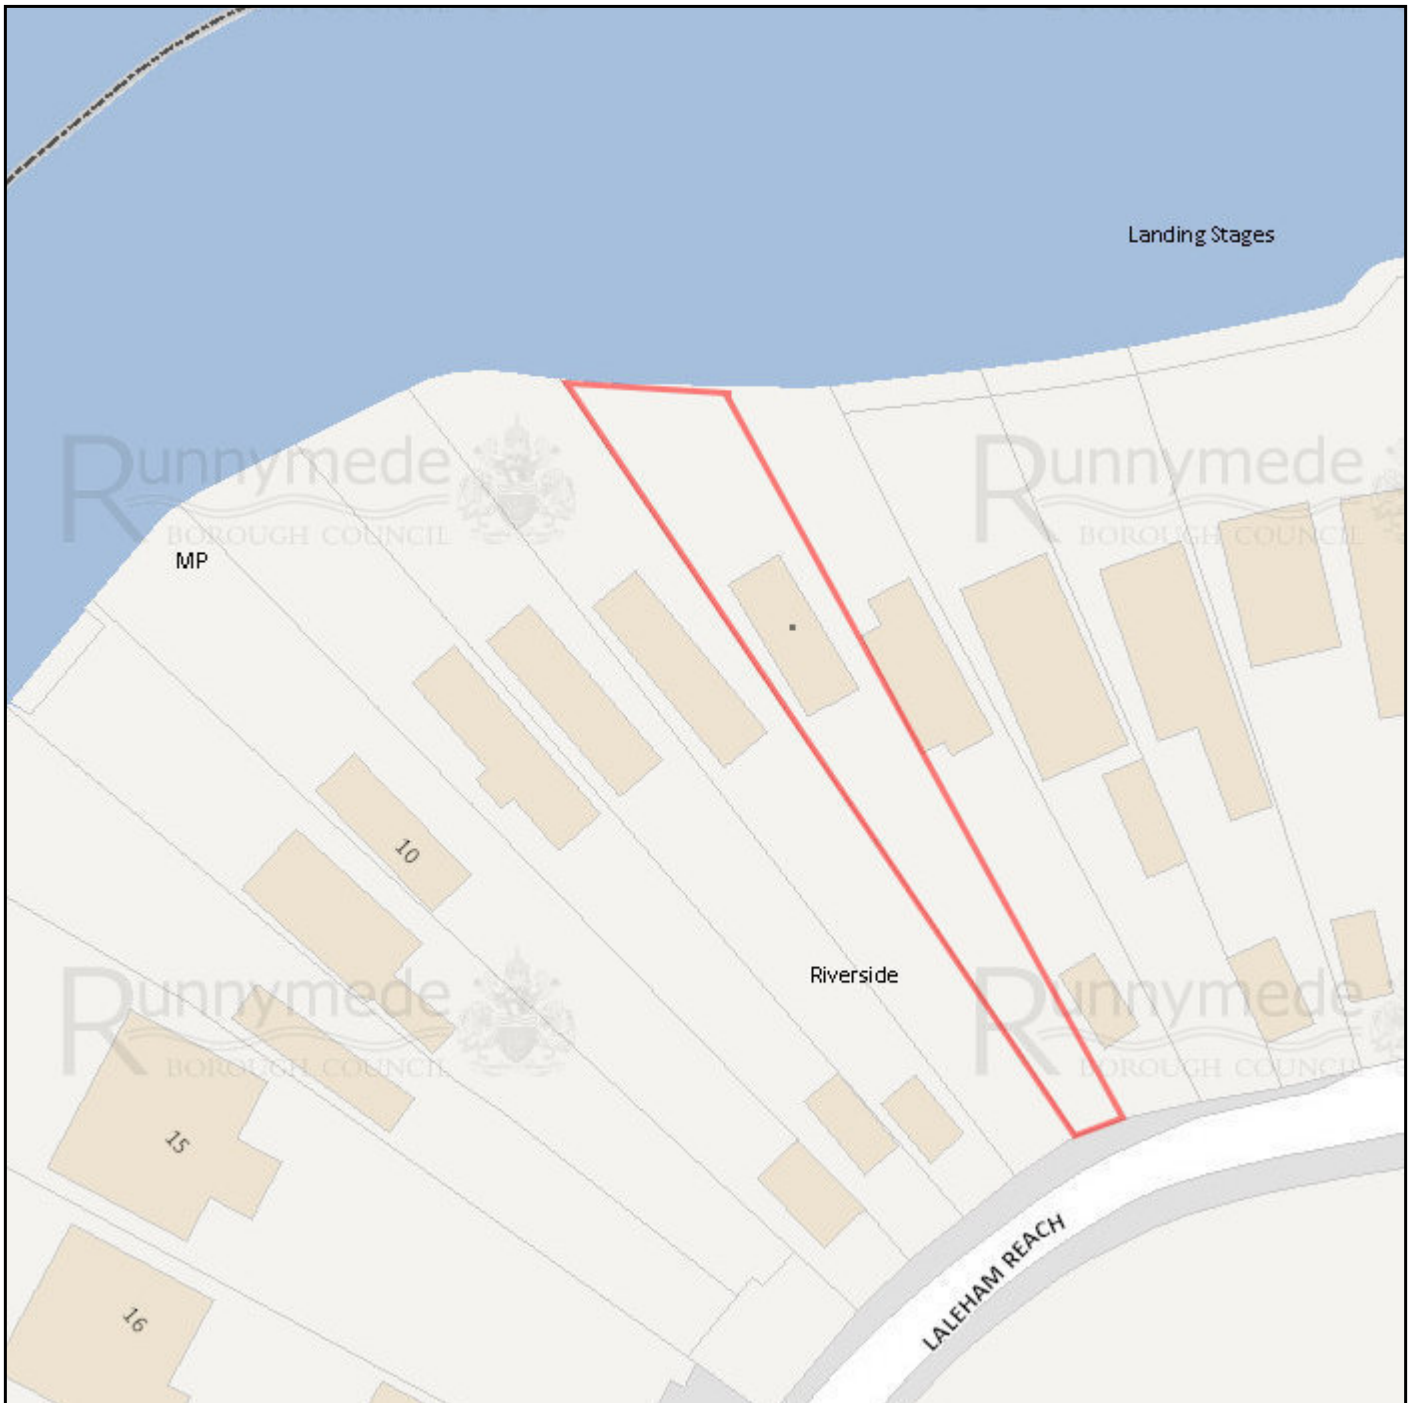 Landing Stages
Runnymede
BOROUGH COUNCIL
Runnymede
BOROUGH COUNCIL
MP
10
Riverside
Runnymede
BOROUGH COUNCIL
Runnymede
BOROUGH COUNCIL
15
LALEHAM REACH
16